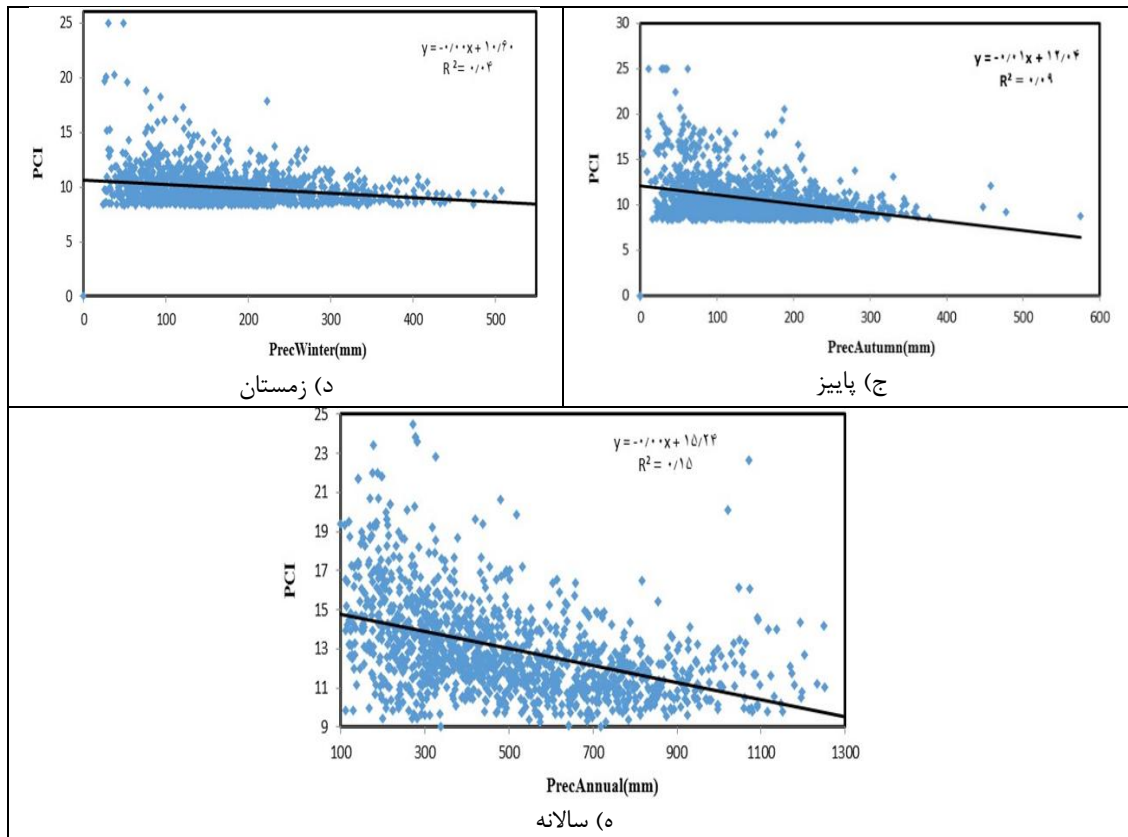 25
20
15
10
5
0
PCI
y = -۰/۰۰x + ۱۰/۶۰
R² = ۰/۰۴
0 100 200 300 400 500
PrecWinter(mm)
د) زمستان
30
25
20
15
10
5
0
PCI
y = -۰/۰۱x + ۱۲/۰۴
R² = ۰/۰۹
0 100 200 300 400 500 600
PrecAutumn(mm)
ج) پاییز
25
23
21
19
17
15
13
11
9
PCI
y = -۰/۰۰x + ۱۵/۲۴
R² = ۰/۱۵
100 300 500 700 900 1100 1300
PrecAnnual(mm)
ه) سالانه